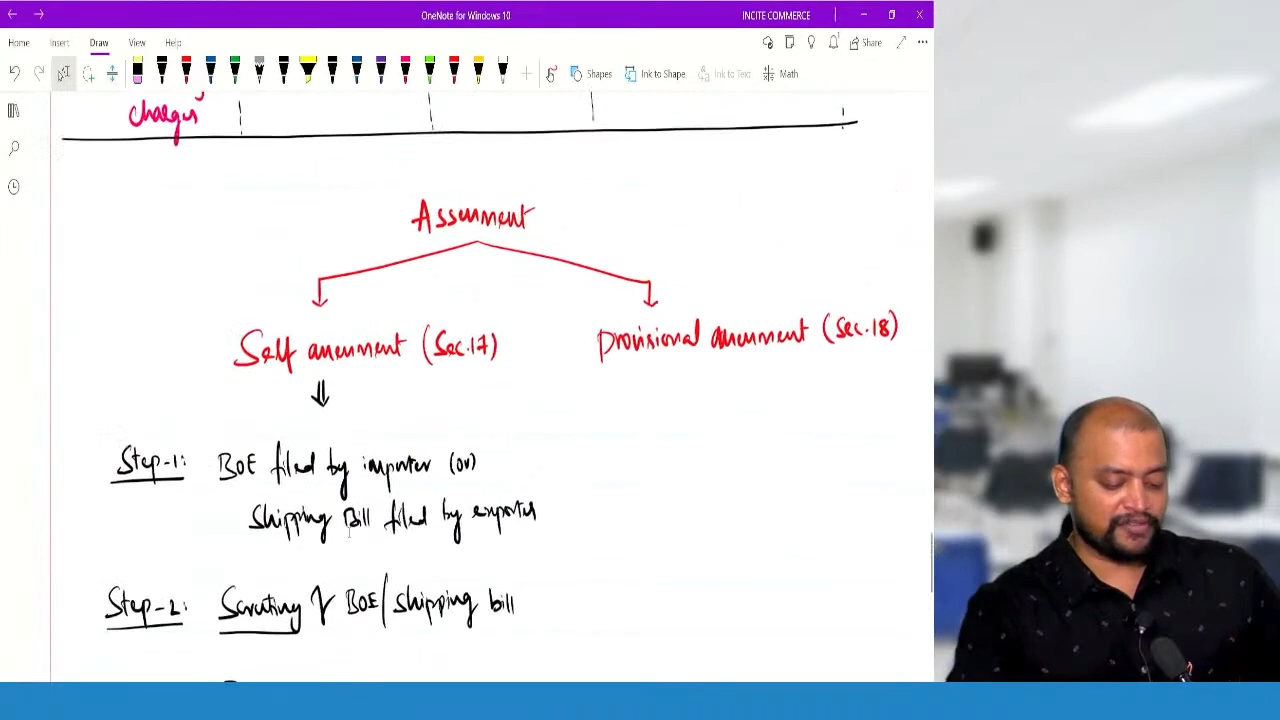 OneNote for Windows 10
INCITE COMMERCE
Home Insert Draw View Help
Share
Shapes Ink to Shape Ink to Text Math
charges
Assessment
Self assessment (Sec.17)
Provisional assessment (Sec.18)
Step-1: BOE filed by importer (or)
Shipping Bill filed by exporter
Step-2: Scrutiny of BOE/shipping bill